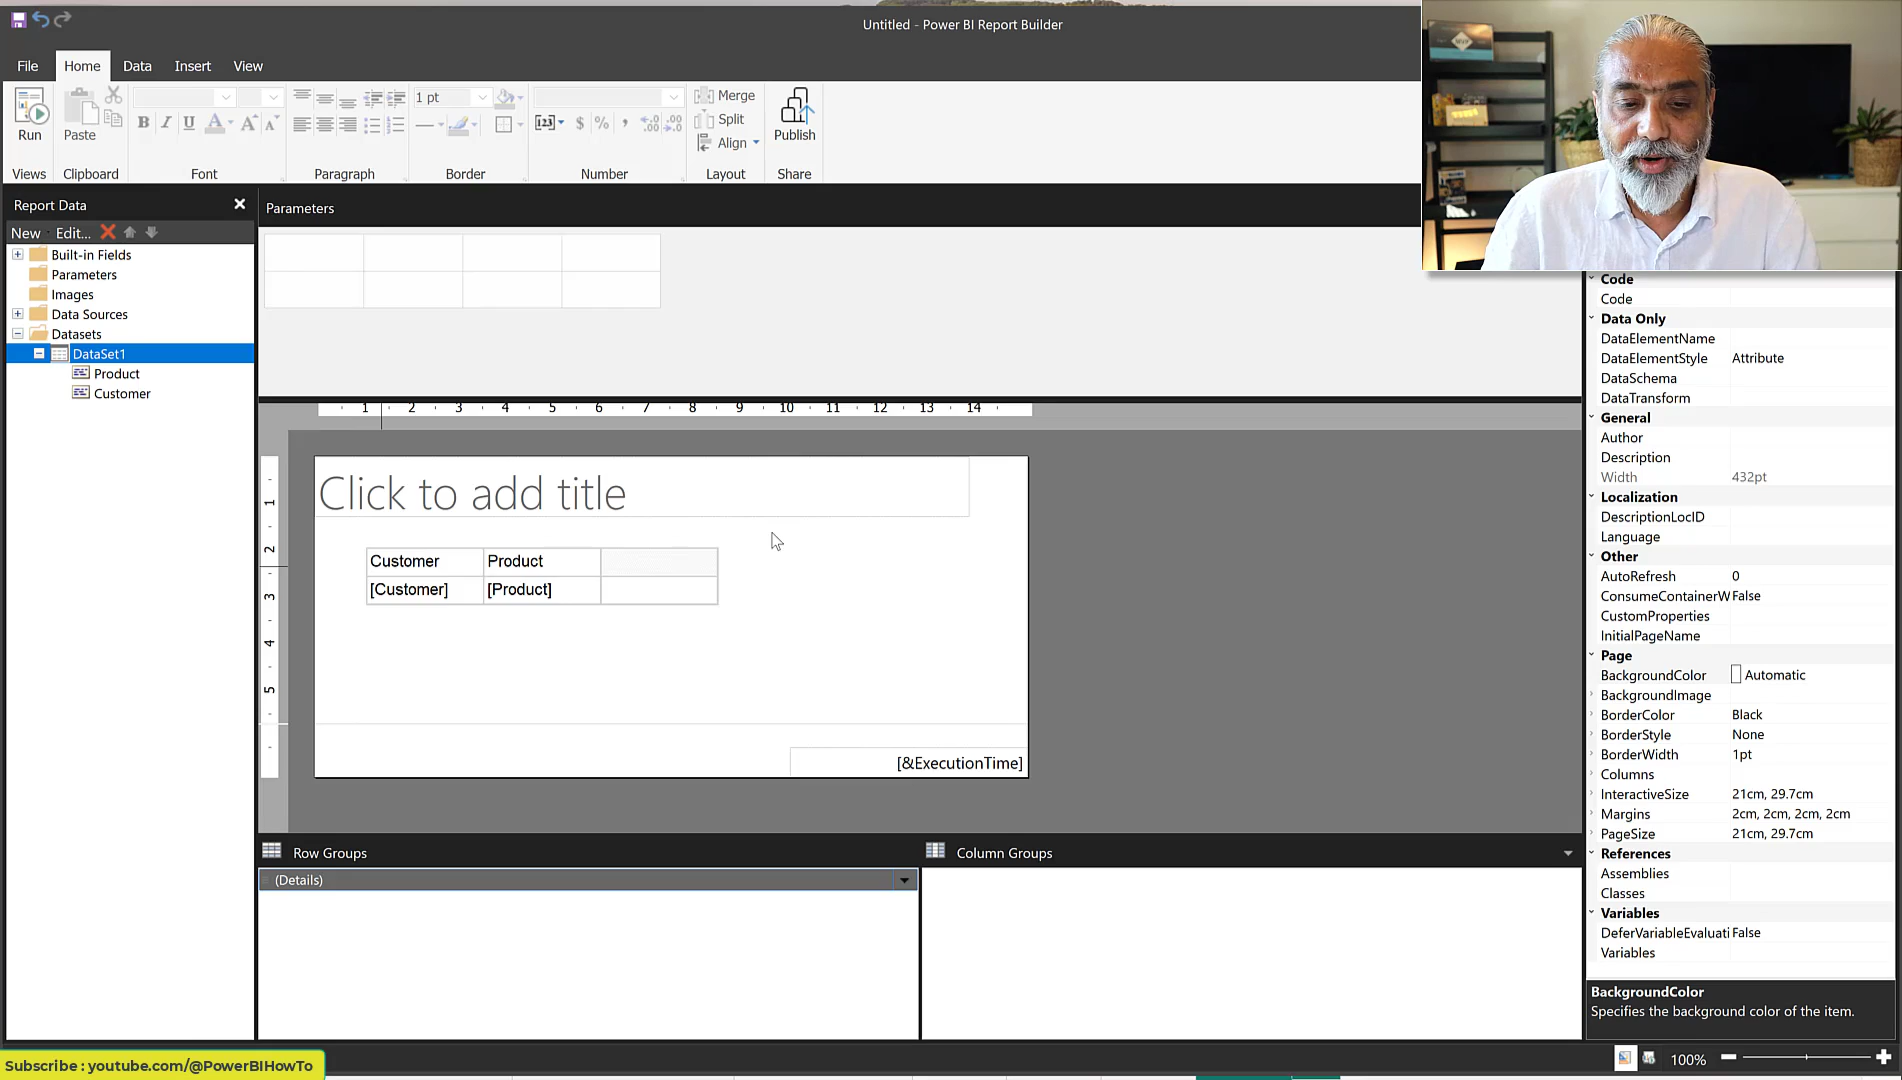 Untitled - Power BI Report Builder
File Home Data Insert View
Run
Paste
1 pt
Merge
Split
Align
Publish
Views Clipboard Font Paragraph Border Number Layout Share
Report Data
New Edit...
Built-in Fields
Parameters
Images
Data Sources
Datasets
DataSet1
Product
Customer
Parameters
1 2 3 4 5 6 7 8 9 10 11 12 13 14
1
2
3
4
5
Click to add title
Customer Product
[Customer] [Product]
[&ExecutionTime]
Row Groups
(Details)
Column Groups
Code
Code
Data Only
DataElementName
DataElementStyle Attribute
DataSchema
DataTransform
General
Author
Description
Width 432pt
Localization
DescriptionLocID
Language
Other
AutoRefresh 0
ConsumeContainerW False
CustomProperties
InitialPageName
Page
BackgroundColor Automatic
BackgroundImage
BorderColor Black
BorderStyle None
BorderWidth 1pt
Columns
InteractiveSize 21cm, 29.7cm
Margins 2cm, 2cm, 2cm, 2cm
PageSize 21cm, 29.7cm
References
Assemblies
Classes
Variables
DeferVariableEvaluati False
Variables
BackgroundColor
Specifies the background color of the item.
Subscribe : youtube.com/@PowerBIHowTo
100%